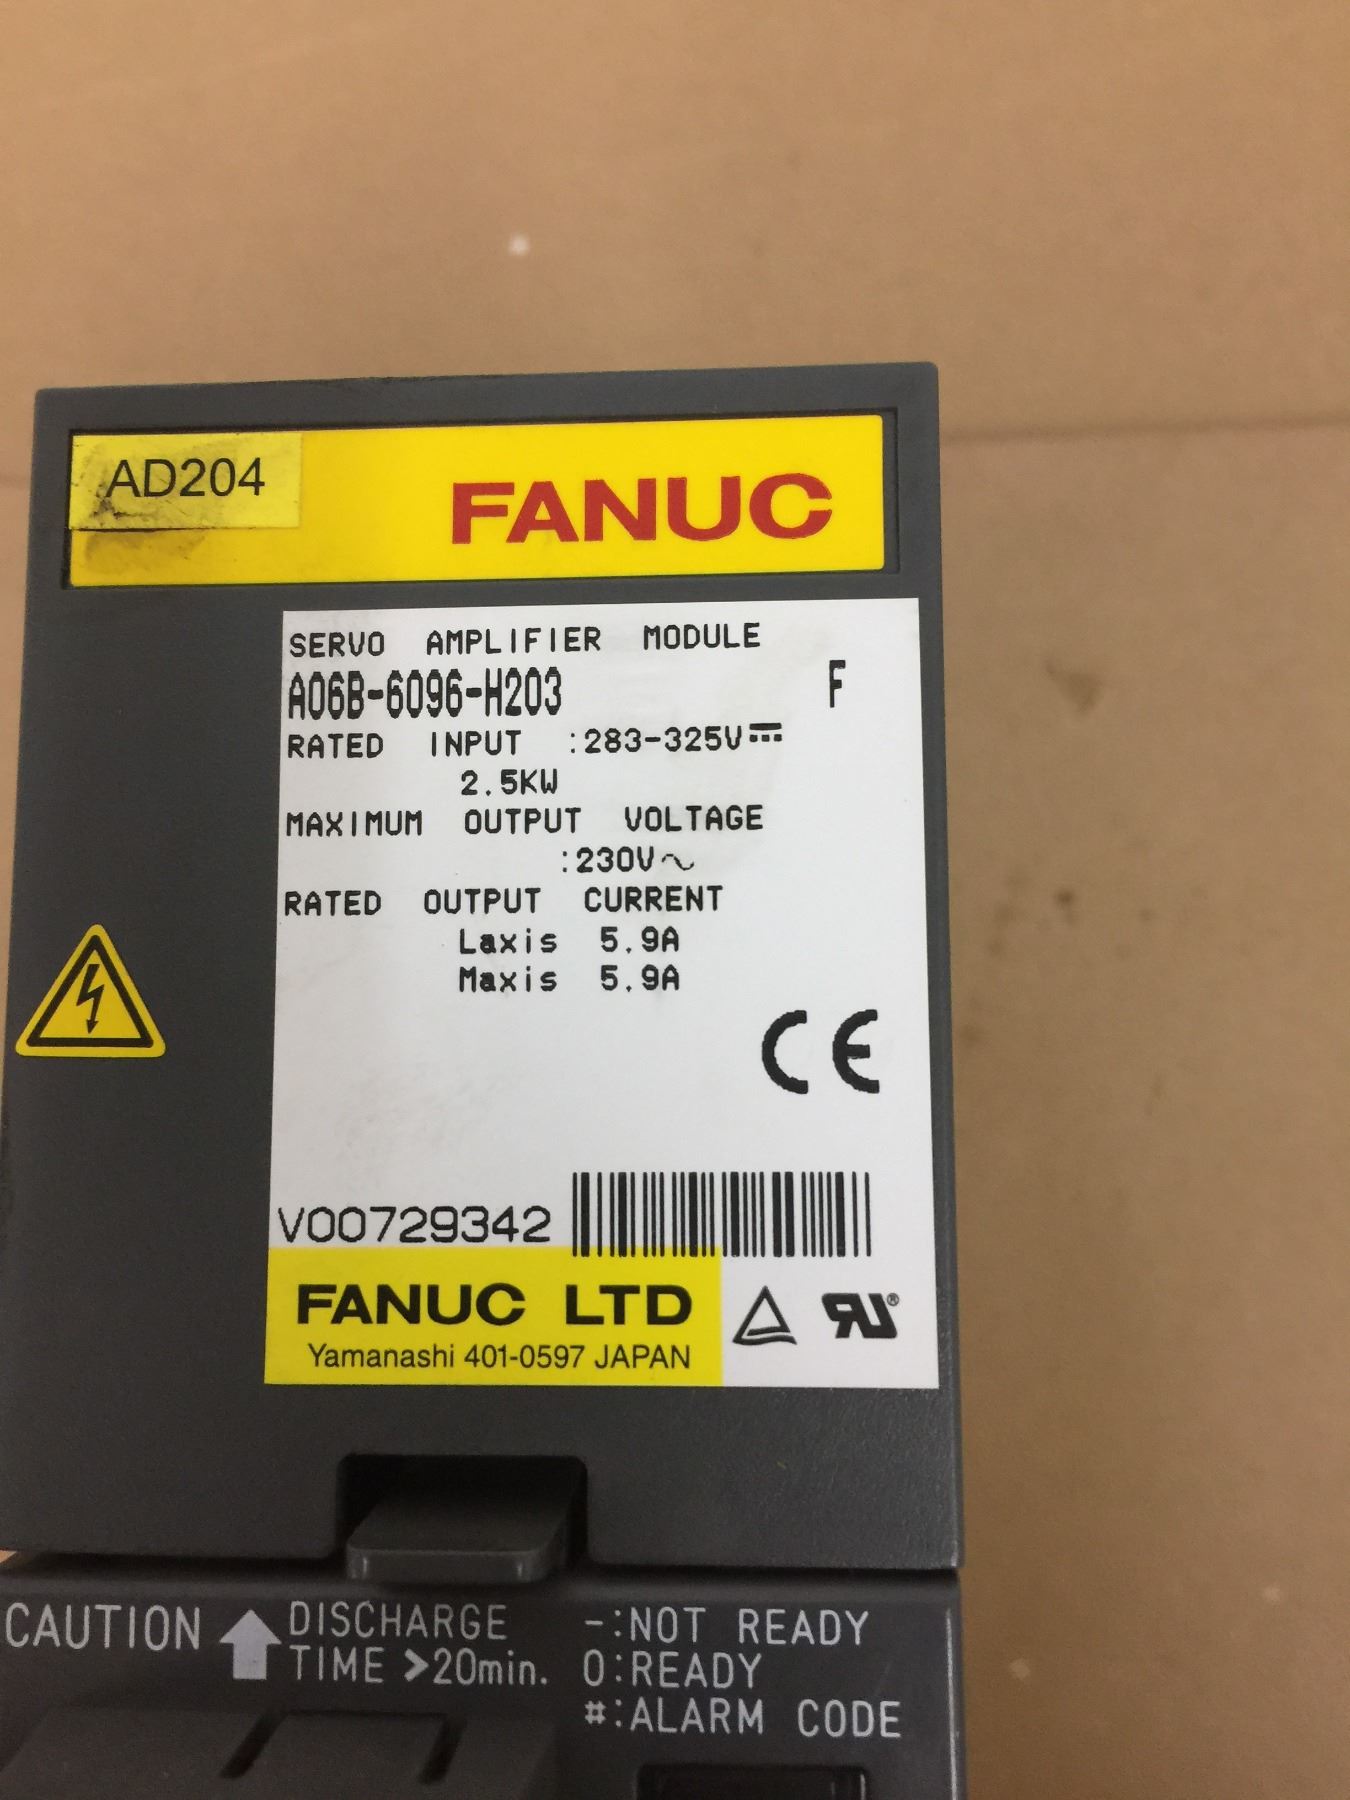 AD204
FANUC
SERVO AMPLIFIER MODULE
A06B-6096-H203 F
RATED INPUT :283-325V⎓
2.5KW
MAXIMUM OUTPUT VOLTAGE
:230V~
RATED OUTPUT CURRENT
Laxis 5.9A
Maxis 5.9A
CE
V00729342
FANUC LTD
Yamanashi 401-0597 JAPAN
RU®
CAUTION DISCHARGE -:NOT READY
TIME >20min. 0:READY
#:ALARM CODE